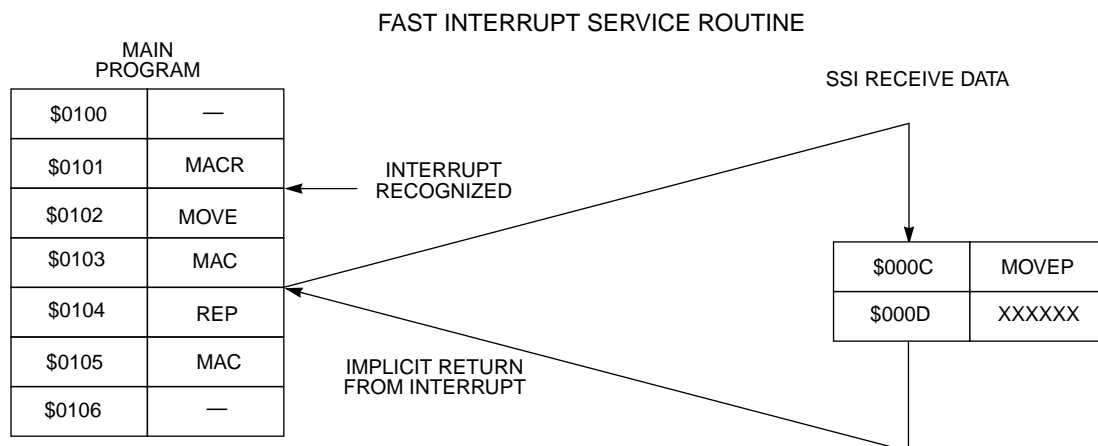 FAST INTERRUPT SERVICE ROUTINE
MAIN
PROGRAM
SSI RECEIVE DATA
$0100 —
$0101 MACR
INTERRUPT
RECOGNIZED
$0102 MOVE
$0103 MAC
$000C MOVEP
$0104 REP
$000D XXXXXX
$0105 MAC
IMPLICIT RETURN
FROM INTERRUPT
$0106 —